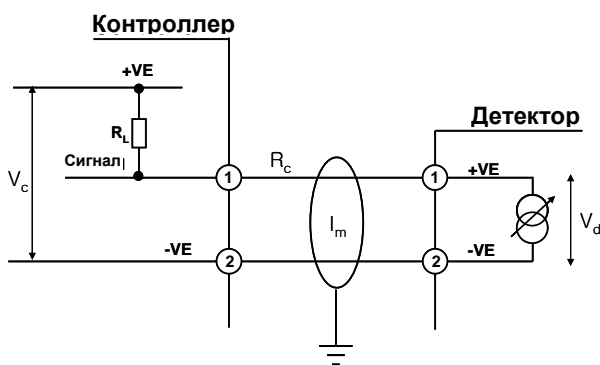 Контроллер
+VE
Детектор
R_L
Сигнал
R_c
1
1
+VE
V_c
I_m
V_d
-VE
2
2
-VE